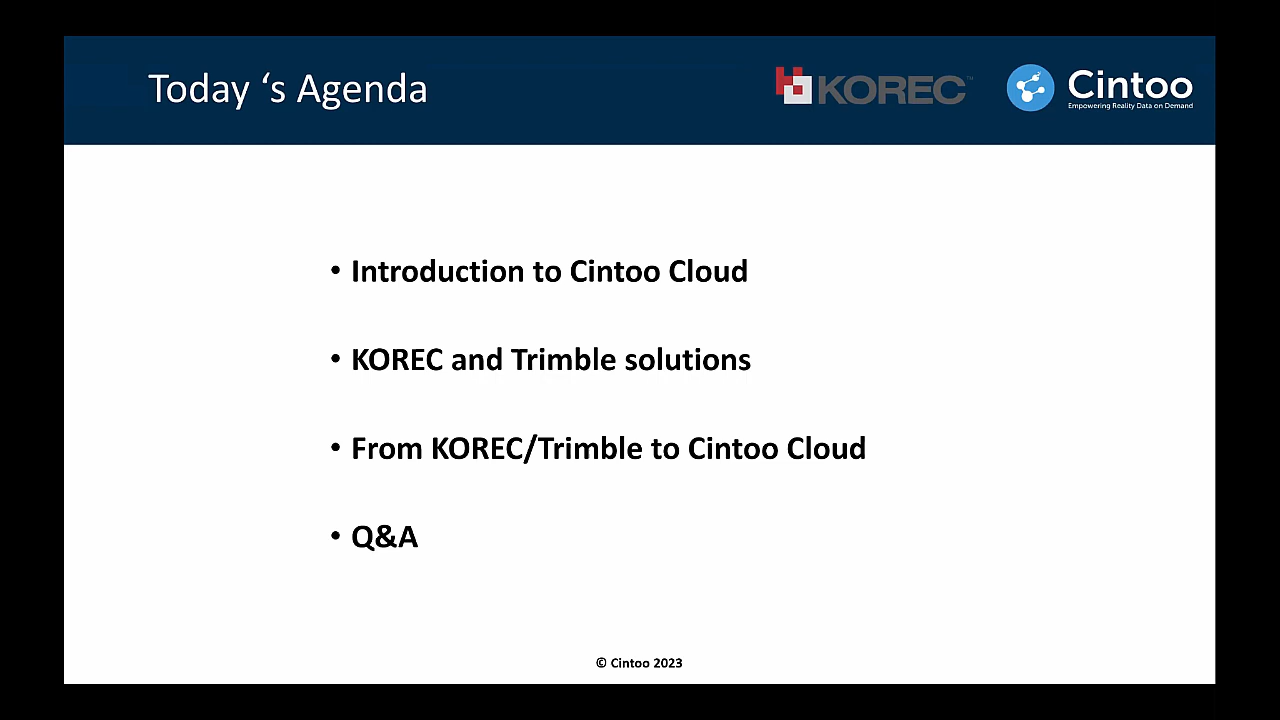 Today ‘s Agenda
KOREC™
Cintoo
Empowering Reality Data on Demand
• Introduction to Cintoo Cloud
• KOREC and Trimble solutions
• From KOREC/Trimble to Cintoo Cloud
• Q&A
© Cintoo 2023